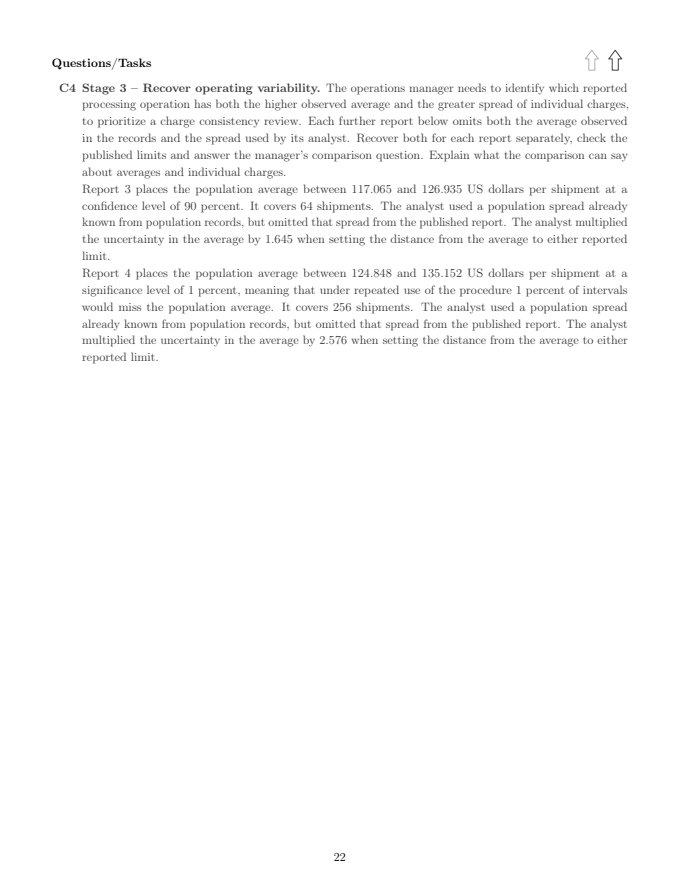 Questions/Tasks
C4 Stage 3 – Recover operating variability. The operations manager needs to identify which reported
processing operation has both the higher observed average and the greater spread of individual charges,
to prioritize a charge consistency review. Each further report below omits both the average observed
in the records and the spread used by its analyst. Recover both for each report separately, check the
published limits and answer the manager's comparison question. Explain what the comparison can say
about averages and individual charges.
Report 3 places the population average between 117.065 and 126.935 US dollars per shipment at a
confidence level of 90 percent. It covers 64 shipments. The analyst used a population spread already
known from population records, but omitted that spread from the published report. The analyst multiplied
the uncertainty in the average by 1.645 when setting the distance from the average to either reported
limit.
Report 4 places the population average between 124.848 and 135.152 US dollars per shipment at a
significance level of 1 percent, meaning that under repeated use of the procedure 1 percent of intervals
would miss the population average. It covers 256 shipments. The analyst used a population spread
already known from population records, but omitted that spread from the published report. The analyst
multiplied the uncertainty in the average by 2.576 when setting the distance from the average to either
reported limit.
22